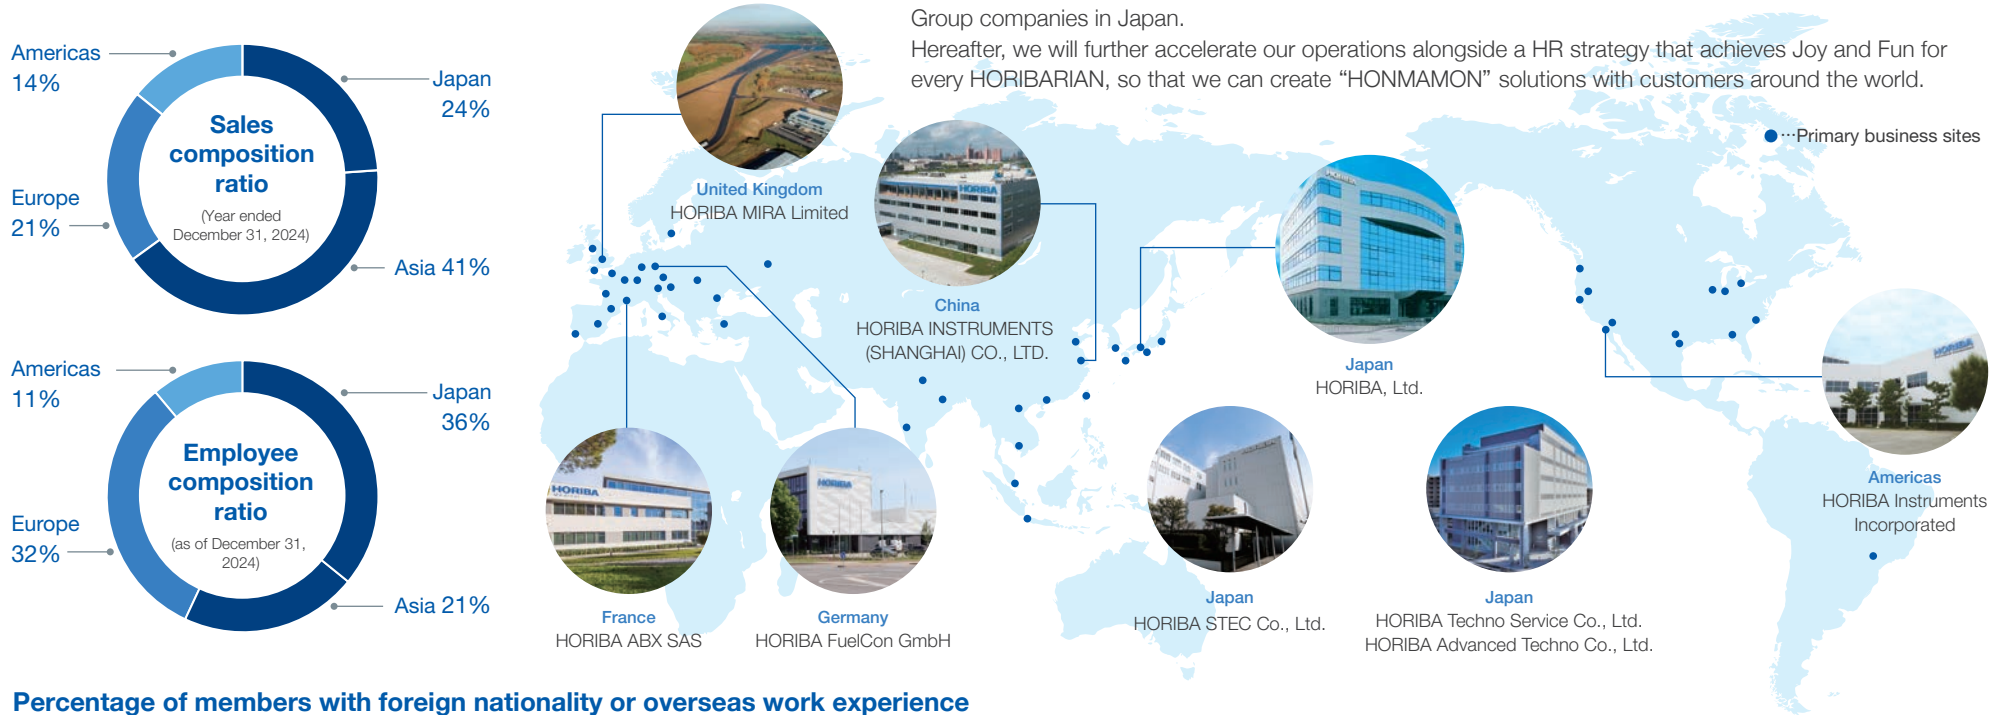 Group companies in Japan.
Hereafter, we will further accelerate our operations alongside a HR strategy that achieves Joy and Fun for
every HORIBARIAN, so that we can create “HONMAMON” solutions with customers around the world.
···Primary business sites
Americas
14%
Japan
24%
Sales
composition
ratio
(Year ended
December 31, 2024)
Europe
21%
Asia 41%
Americas
11%
Japan
36%
Employee
composition
ratio
(as of December 31,
2024)
Europe
32%
Asia 21%
United Kingdom
HORIBA MIRA Limited
HORIBA
China
HORIBA INSTRUMENTS
(SHANGHAI) CO., LTD.
HORIBA
Japan
HORIBA, Ltd.
HORIBA
Americas
HORIBA Instruments
Incorporated
HORIBA
France
HORIBA ABX SAS
HORIBA
Germany
HORIBA FuelCon GmbH
HORIBA
Japan
HORIBA STEC Co., Ltd.
Japan
HORIBA Techno Service Co., Ltd.
HORIBA Advanced Techno Co., Ltd.
Percentage of members with foreign nationality or overseas work experience